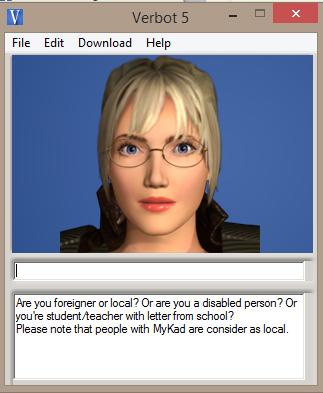 Verbot 5
File Edit Download Help
Are you foreigner or local? Or are you a disabled person? Or
you're student/teacher with letter from school?
Please note that people with MyKad are consider as local.